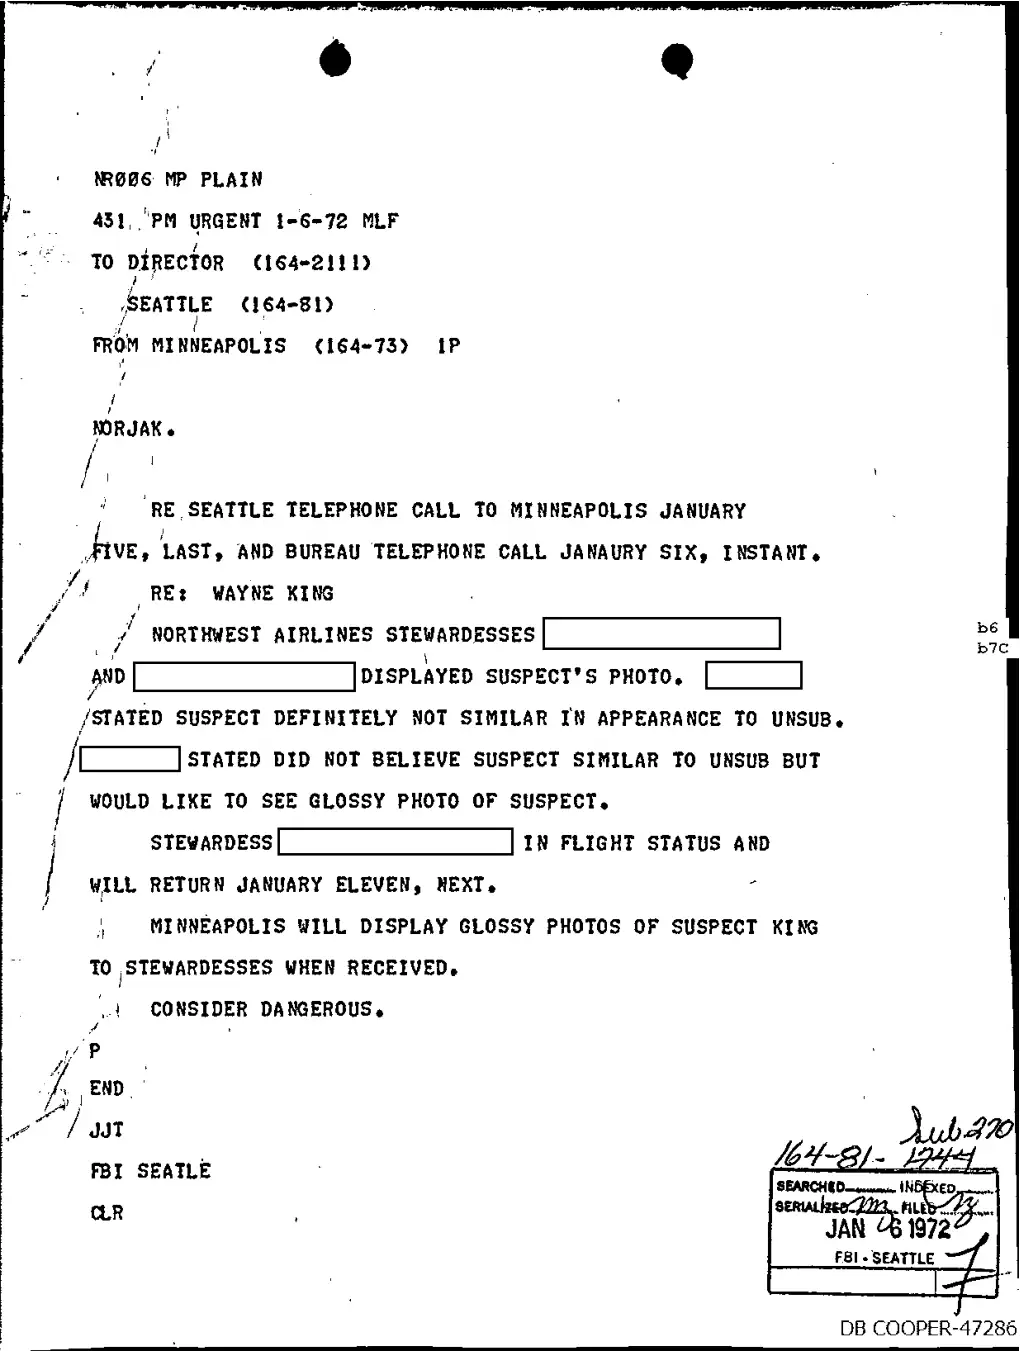 NR006 MP PLAIN
431 PM URGENT 1-6-72 MLF
TO DIRECTOR (164-2111)
SEATTLE (164-81)
FROM MINNEAPOLIS (164-73) 1P
NORJAK.
RE SEATTLE TELEPHONE CALL TO MINNEAPOLIS JANUARY
FIVE, LAST, AND BUREAU TELEPHONE CALL JANAURY SIX, INSTANT.
RE: WAYNE KING
NORTHWEST AIRLINES STEWARDESSES
b6
b7C
AND DISPLAYED SUSPECT'S PHOTO.
STATED SUSPECT DEFINITELY NOT SIMILAR IN APPEARANCE TO UNSUB.
STATED DID NOT BELIEVE SUSPECT SIMILAR TO UNSUB BUT
WOULD LIKE TO SEE GLOSSY PHOTO OF SUSPECT.
STEWARDESS IN FLIGHT STATUS AND
WILL RETURN JANUARY ELEVEN, NEXT.
MINNEAPOLIS WILL DISPLAY GLOSSY PHOTOS OF SUSPECT KING
TO STEWARDESSES WHEN RECEIVED.
CONSIDER DANGEROUS.
P
END
JJT
FBI SEATLE
CLR
Sub 270
164-81- 1744
SEARCHED INDEXED
SERIALIZED FILED
JAN 6 1972
FBI - SEATTLE
7
DB COOPER-47286